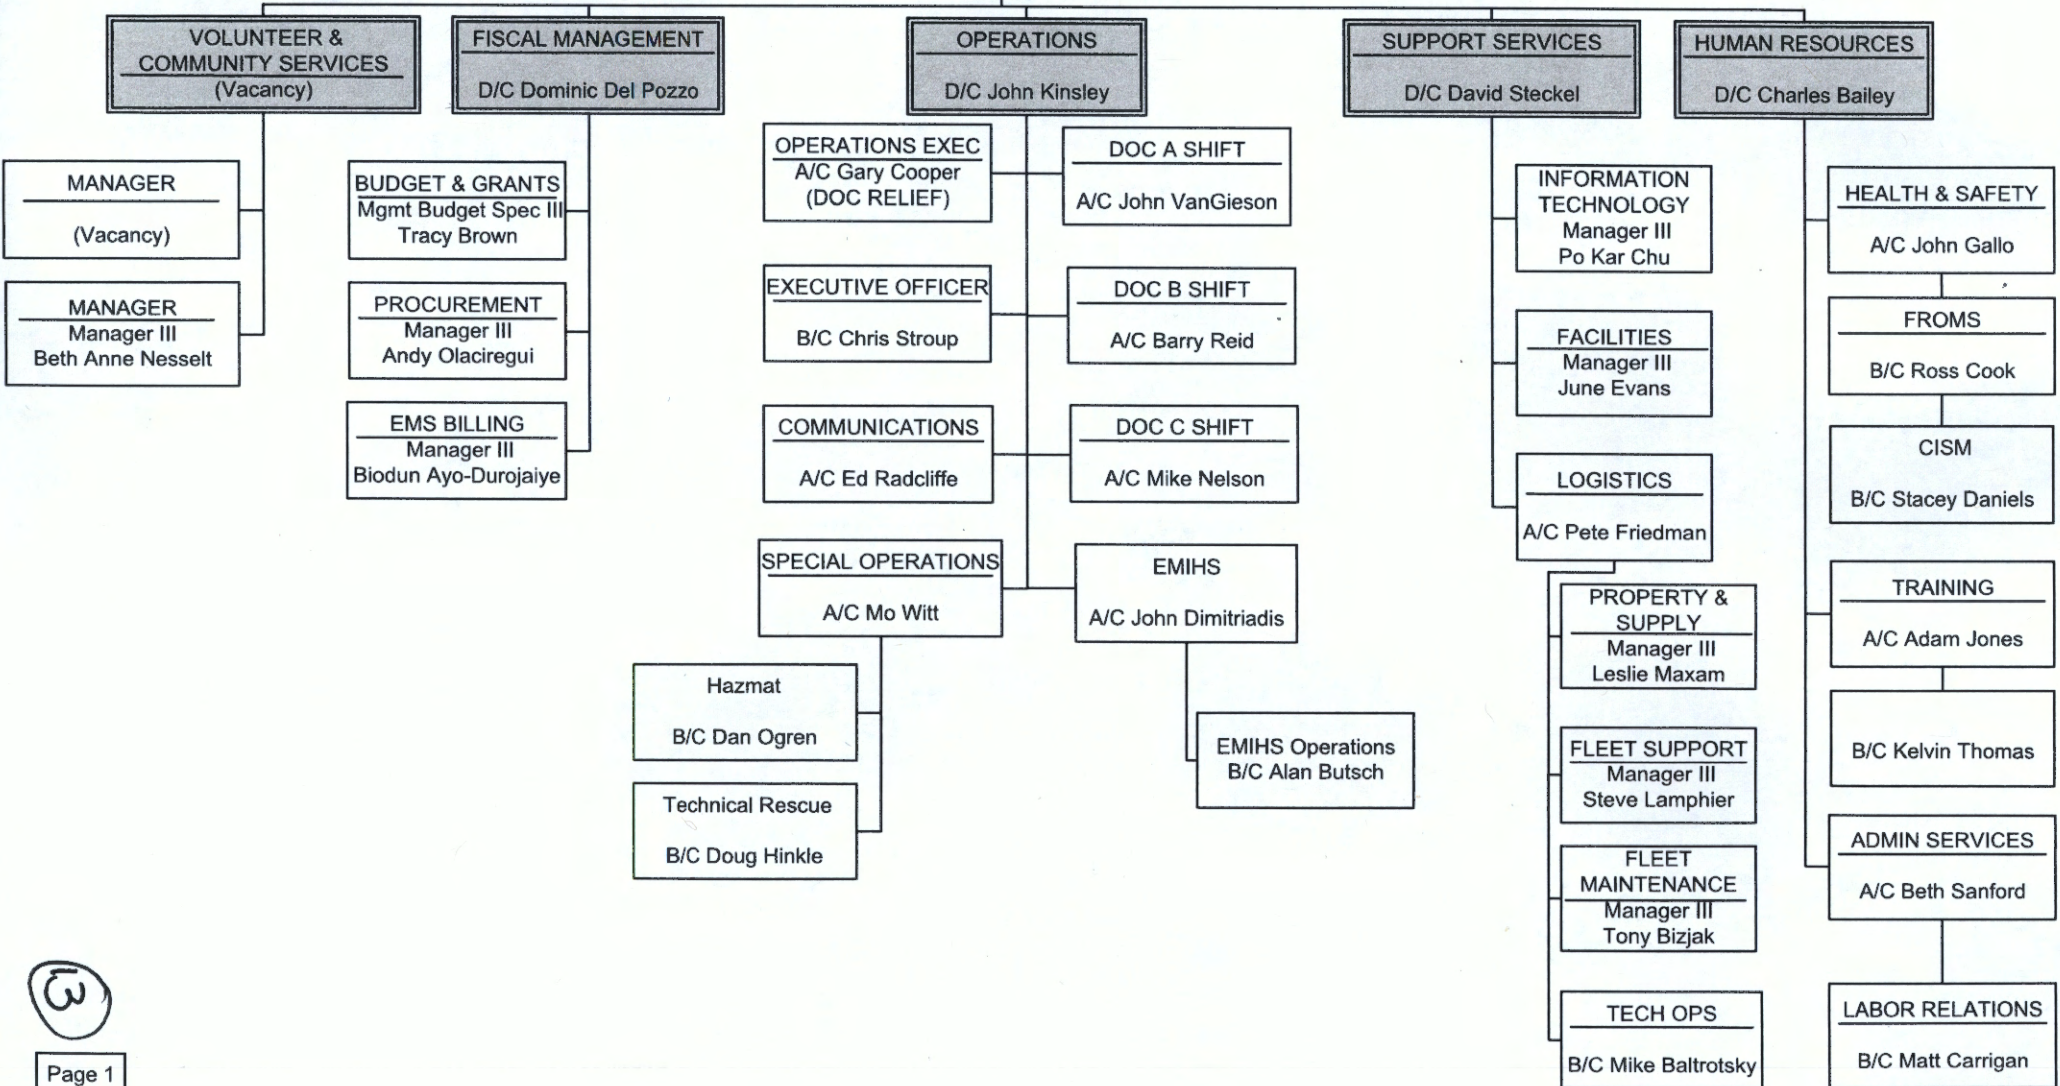 VOLUNTEER &
COMMUNITY SERVICES
(Vacancy)
MANAGER
(Vacancy)
MANAGER
Manager III
Beth Anne Nesselt
FISCAL MANAGEMENT
D/C Dominic Del Pozzo
BUDGET & GRANTS
Mgmt Budget Spec III
Tracy Brown
PROCUREMENT
Manager III
Andy Olaciregui
EMS BILLING
Manager III
Biodun Ayo-Durojaiye
OPERATIONS
D/C John Kinsley
OPERATIONS EXEC
A/C Gary Cooper
(DOC RELIEF)
DOC A SHIFT
A/C John VanGieson
EXECUTIVE OFFICER
B/C Chris Stroup
DOC B SHIFT
A/C Barry Reid
COMMUNICATIONS
A/C Ed Radcliffe
DOC C SHIFT
A/C Mike Nelson
SPECIAL OPERATIONS
A/C Mo Witt
EMIHS
A/C John Dimitriadis
Hazmat
B/C Dan Ogren
Technical Rescue
B/C Doug Hinkle
EMIHS Operations
B/C Alan Butsch
SUPPORT SERVICES
D/C David Steckel
INFORMATION
TECHNOLOGY
Manager III
Po Kar Chu
FACILITIES
Manager III
June Evans
LOGISTICS
A/C Pete Friedman
PROPERTY &
SUPPLY
Manager III
Leslie Maxam
FLEET SUPPORT
Manager III
Steve Lamphier
FLEET
MAINTENANCE
Manager III
Tony Bizjak
TECH OPS
B/C Mike Baltrotsky
HUMAN RESOURCES
D/C Charles Bailey
HEALTH & SAFETY
A/C John Gallo
FROMS
B/C Ross Cook
CISM
B/C Stacey Daniels
TRAINING
A/C Adam Jones
B/C Kelvin Thomas
ADMIN SERVICES
A/C Beth Sanford
LABOR RELATIONS
B/C Matt Carrigan
Page 1